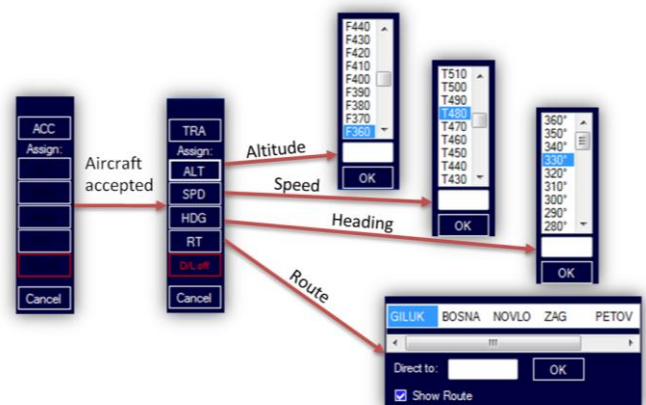 ACC
Assign:
Cancel
Aircraft
accepted
TRA
Assign:
ALT
SPD
HDG
RT
D/L off
Cancel
Altitude
Speed
Heading
Route
F440
F430
F420
F410
F400
F390
F380
F370
F360
OK
T510
T500
T490
T480
T470
T460
T450
T440
T430
OK
360°
350°
340°
330°
320°
310°
300°
290°
280°
OK
GILUK BOSNA NOVLO ZAG PETOV
Direct to: OK
Show Route